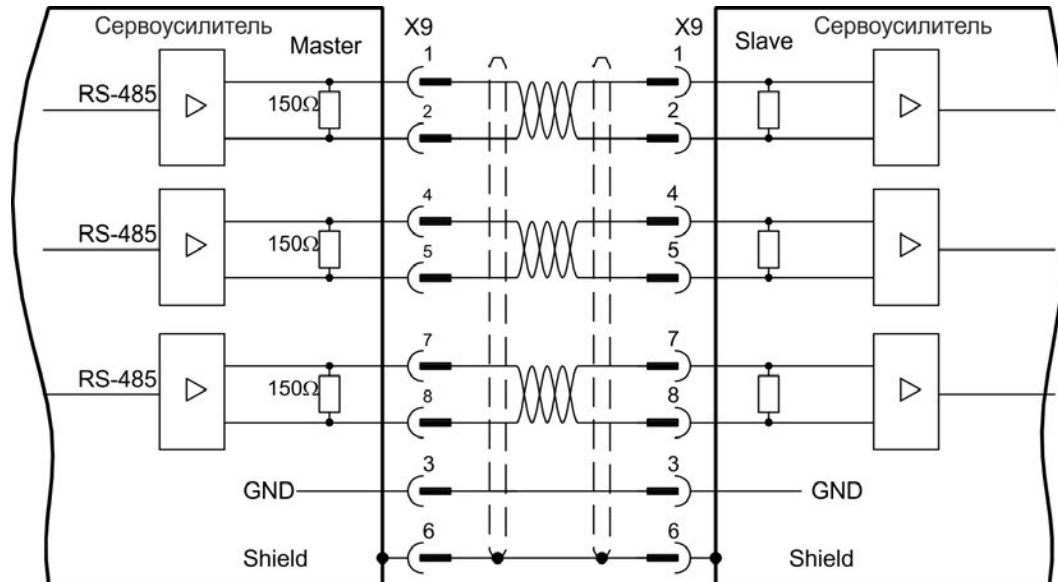 Сервоусилитель
Master
X9
X9
Slave
Сервоусилитель
1
1
RS-485
150Ω
2
2
4
4
RS-485
150Ω
5
5
7
7
RS-485
150Ω
8
8
3
3
GND
GND
6
6
Shield
Shield